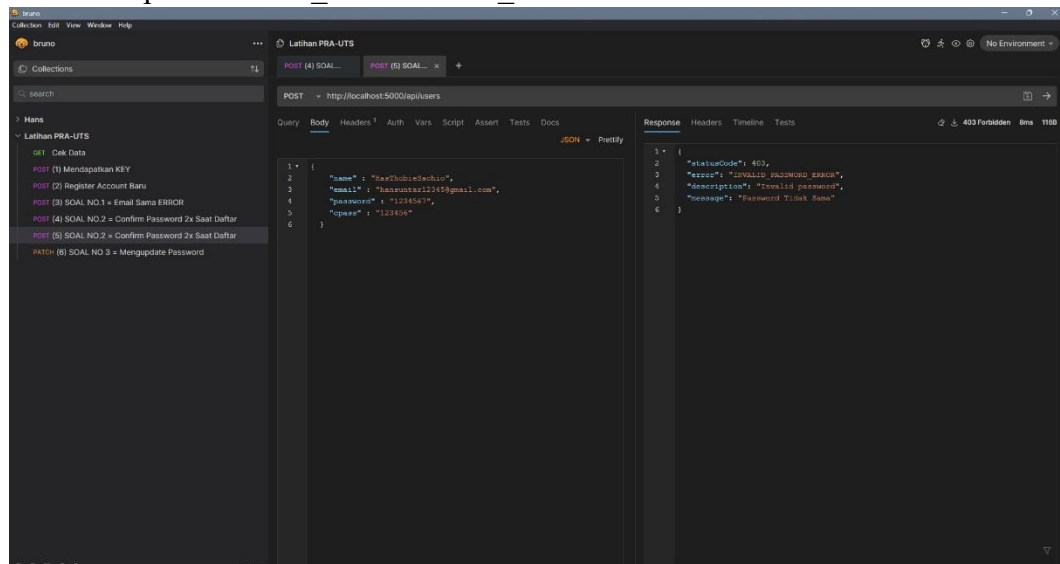 bruno
Collection Edit View Window Help
bruno
Latihan PRA-UTS
No Environment
Collections
POST (4) SOAL...
POST (5) SOAL...
search
POST http://localhost:5000/api/users
Hans
Latihan PRA-UTS
GET Cek Data
POST (1) Mendapatkan KEY
POST (2) Register Account Baru
POST (3) SOAL NO.1 = Email Sama ERROR
POST (4) SOAL NO.2 = Confirm Password 2x Saat Daftar
POST (5) SOAL NO.2 = Confirm Password 2x Saat Daftar
PATCH (6) SOAL NO 3 = Mengupdate Password
Query Body Headers 1 Auth Vars Script Assert Tests Docs
JSON Prettify
1 {
2 "name" : "HasThobieSachio",
3 "email" : "hansuntar12345@gmail.com",
4 "password" : "1234567",
5 "cpass" : "123456"
6 }
Response Headers Timeline Tests
403 Forbidden 8ms 110B
1 {
2 "statusCode": 403,
3 "error": "INVALID_PASSWORD_ERROR",
4 "description": "Invalid password",
5 "message": "Password Tidak Sama"
6 }